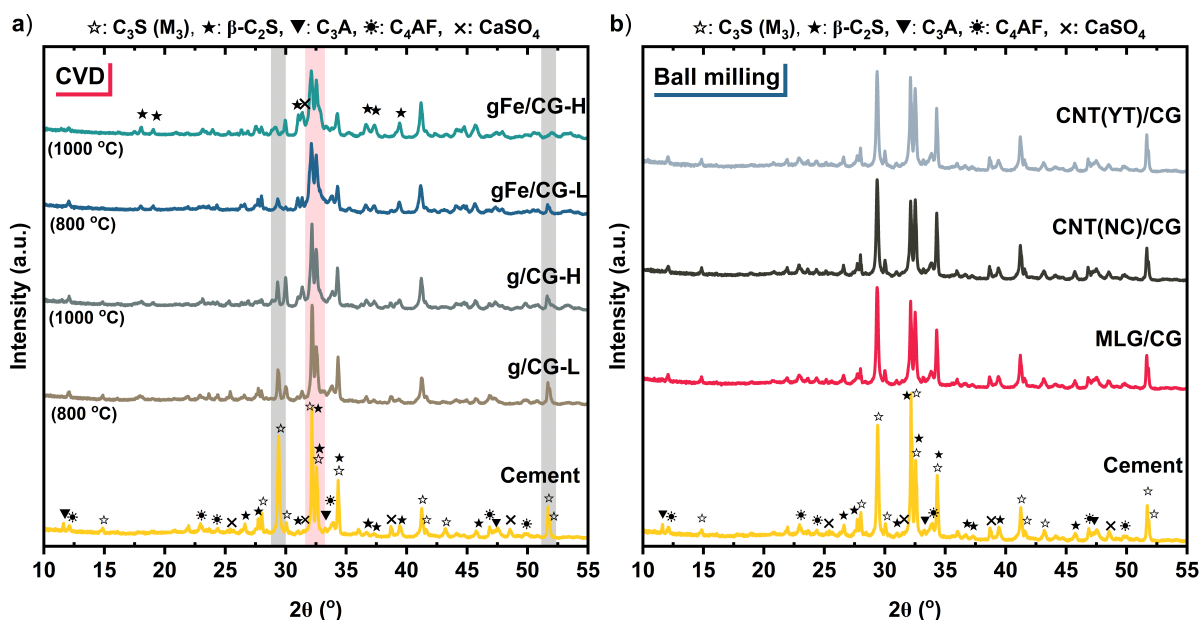 a)
☆: C₃S (M₃), ★: β-C₂S, ▼: C₃A, ☀: C₄AF, ×: CaSO₄
CVD
gFe/CG-H
(1000 °C)
gFe/CG-L
(800 °C)
g/CG-H
(1000 °C)
g/CG-L
(800 °C)
Cement
Intensity (a.u.)
10 15 20 25 30 35 40 45 50 55
2θ (°)
b)
☆: C₃S (M₃), ★: β-C₂S, ▼: C₃A, ☀: C₄AF, ×: CaSO₄
Ball milling
CNT(YT)/CG
CNT(NC)/CG
MLG/CG
Cement
Intensity (a.u.)
10 15 20 25 30 35 40 45 50 55
2θ (°)